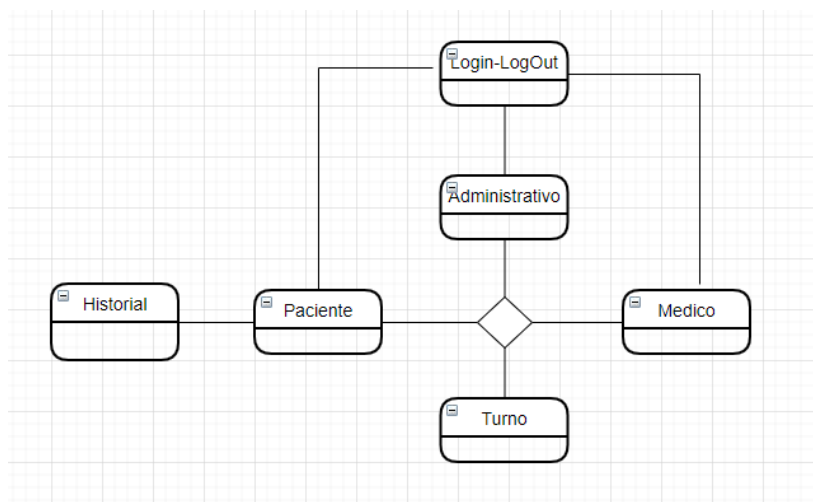 Login-LogOut
Administrativo
Historial
Paciente
Medico
Turno